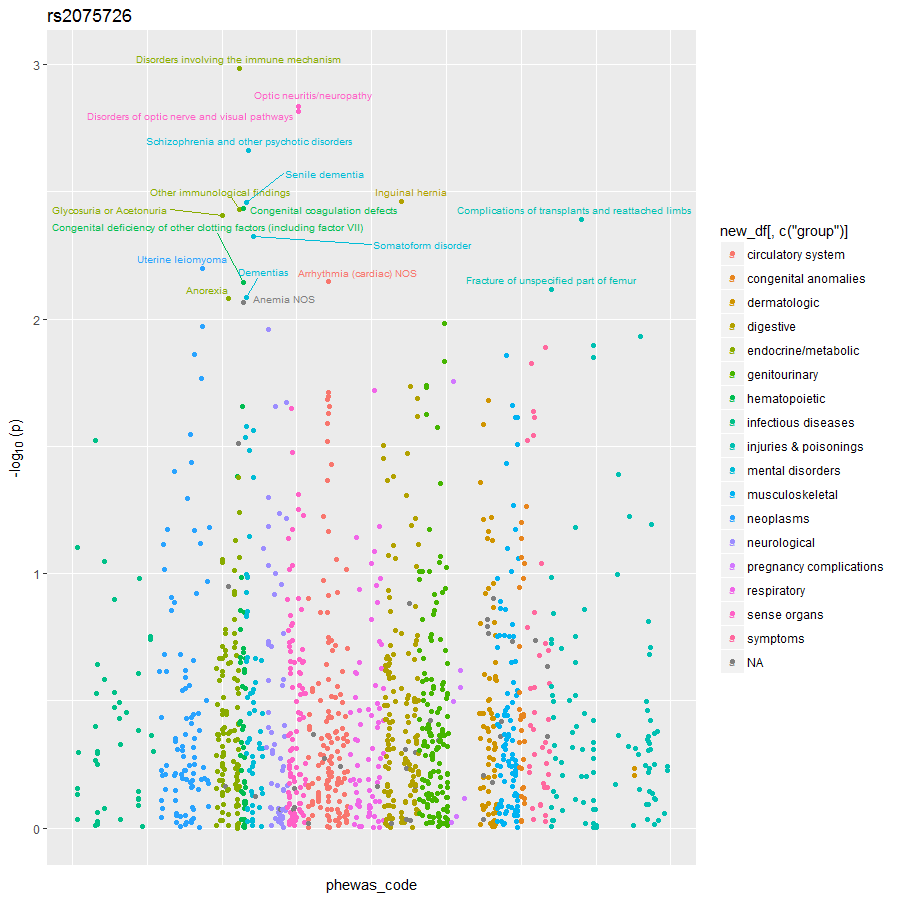 rs2075726
3
Disorders involving the immune mechanism
Optic neuritis/neuropathy
Disorders of optic nerve and visual pathways
Schizophrenia and other psychotic disorders
Senile dementia
Other immunological findings
Inguinal hernia
Glycosuria or Acetonuria
Congenital coagulation defects
Complications of transplants and reattached limbs
Congenital deficiency of other clotting factors (including factor VII)
Somatoform disorder
Uterine leiomyoma
Dementias
Arrhythmia (cardiac) NOS
Fracture of unspecified part of femur
Anorexia
Anemia NOS
2
1
0
-log10 (p)
phewas_code
new_df[, c("group")]
circulatory system
congenital anomalies
dermatologic
digestive
endocrine/metabolic
genitourinary
hematopoietic
infectious diseases
injuries & poisonings
mental disorders
musculoskeletal
neoplasms
neurological
pregnancy complications
respiratory
sense organs
symptoms
NA